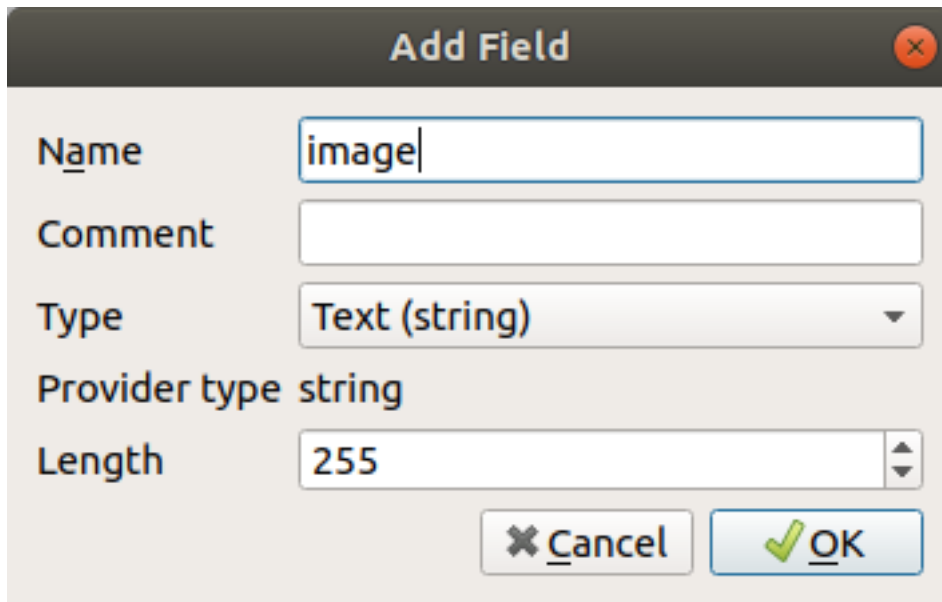 Add Field
Name image
Comment
Type Text (string)
Provider type string
Length 255
Cancel OK